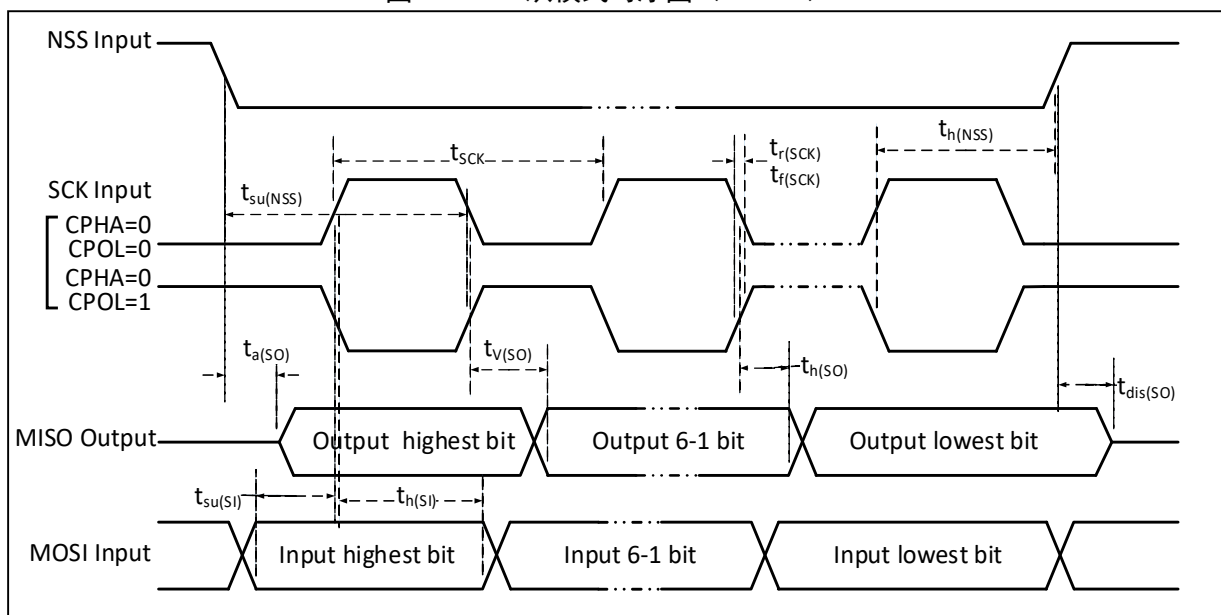 NSS Input
t_h(NSS)
t_SCK
t_r(SCK)
t_f(SCK)
SCK Input
t_su(NSS)
CPHA=0
CPOL=0
CPHA=0
CPOL=1
t_a(SO)
t_V(SO)
t_h(SO)
t_dis(SO)
MISO Output
Output highest bit
Output 6-1 bit
Output lowest bit
t_su(SI)
t_h(SI)
MOSI Input
Input highest bit
Input 6-1 bit
Input lowest bit